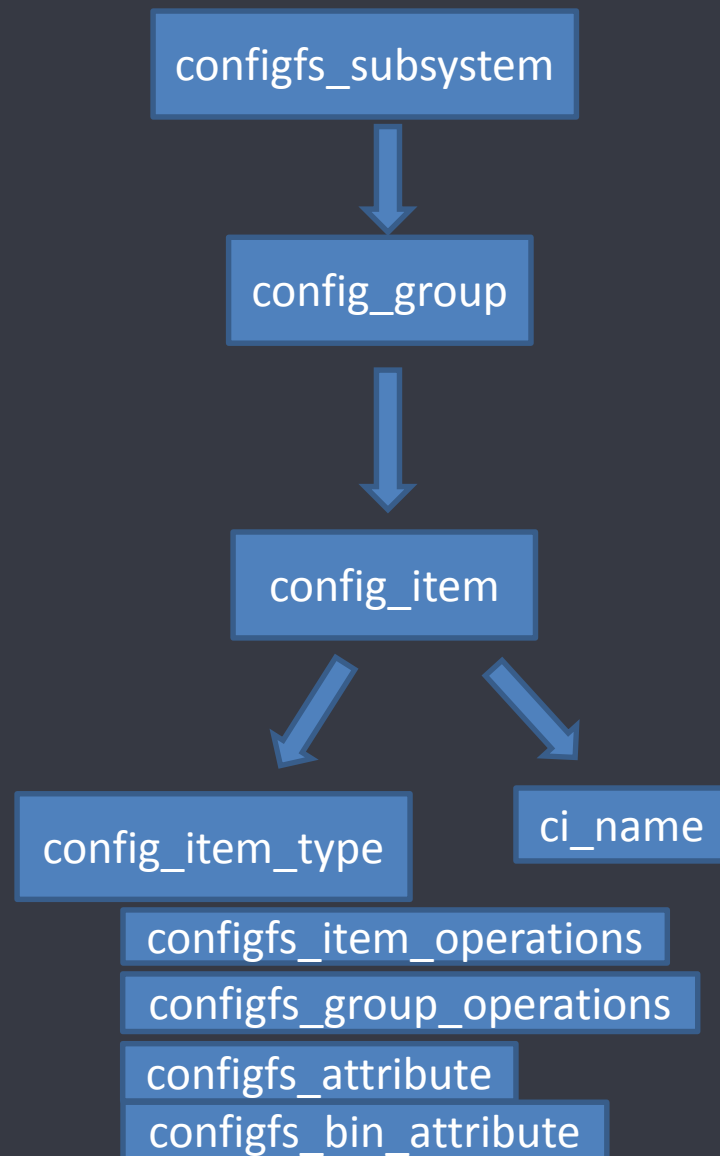 configfs_subsystem
config_group
config_item
config_item_type
ci_name
configfs_item_operations
configfs_group_operations
configfs_attribute
configfs_bin_attribute